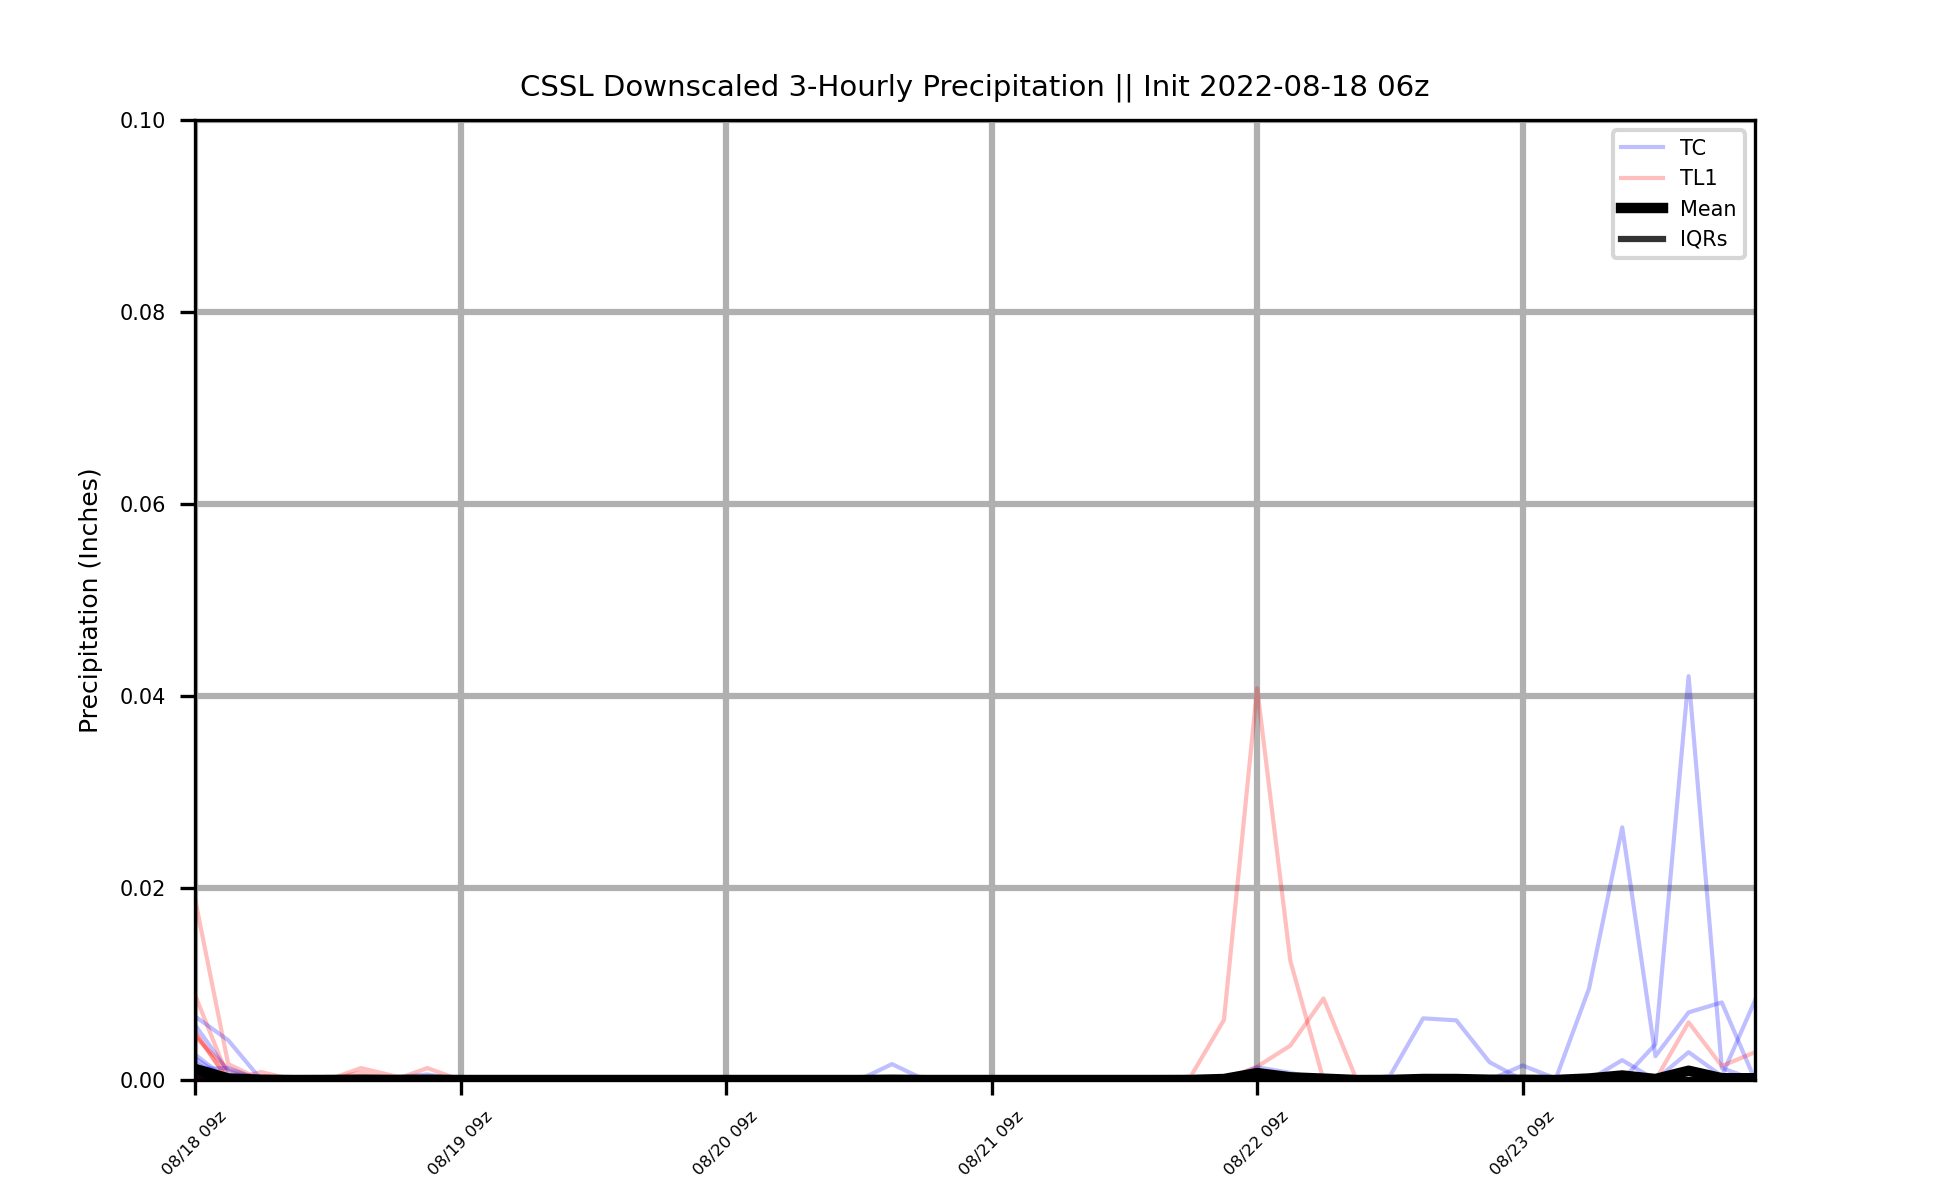 CSSL Downscaled 3-Hourly Precipitation || Init 2022-08-18 06z
0.10
0.08
0.06
0.04
0.02
0.00
Precipitation (Inches)
TC
TL1
Mean
IQRs
08/18 09z
08/19 09z
08/20 09z
08/21 09z
08/22 09z
08/23 09z